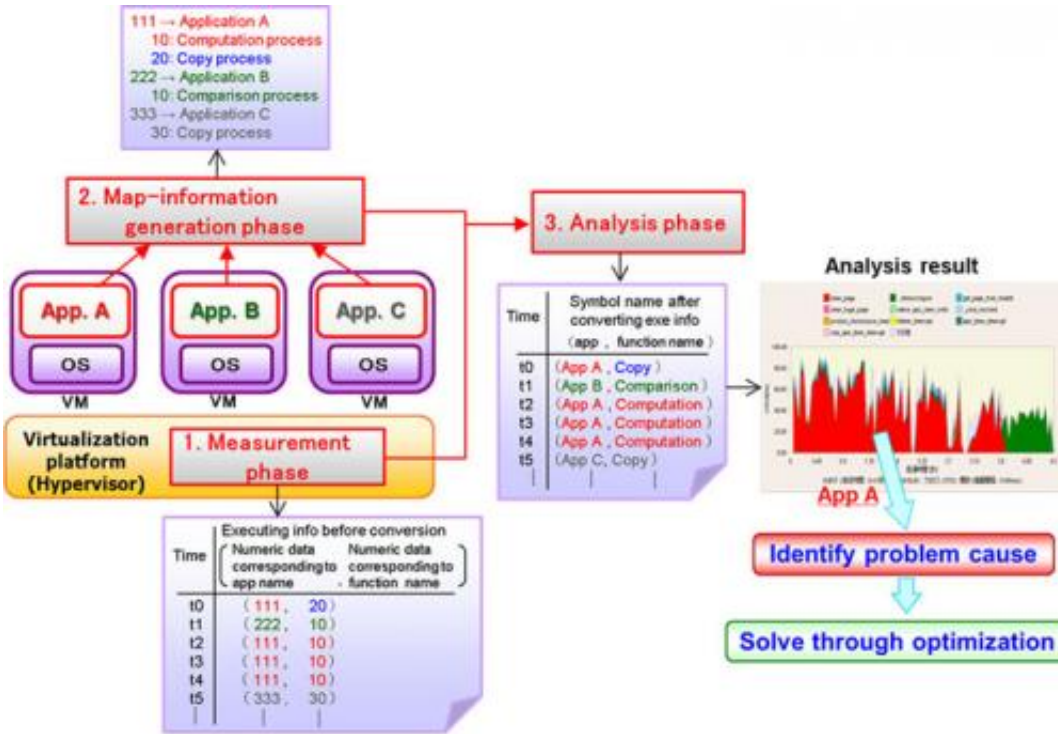 111 → Application A
10: Computation process
20: Copy process
222 → Application B
10: Comparison process
333 → Application C
30: Copy process
2. Map-information
generation phase
App. A
App. B
App. C
OS
OS
OS
VM
VM
VM
Virtualization
platform
(Hypervisor)
1. Measurement
phase
Executing info before conversion
Time
Numeric data
corresponding to
app name
,
Numeric data
corresponding to
function name
t0 (111, 20)
t1 (222, 10)
t2 (111, 10)
t3 (111, 10)
t4 (111, 10)
t5 (333, 30)
3. Analysis phase
Time
Symbol name after
converting exe info
(app , function name)
t0 (App A, Copy)
t1 (App B, Comparison)
t2 (App A, Computation)
t3 (App A, Computation)
t4 (App A, Computation)
t5 (App C, Copy)
Analysis result
App A
Identify problem cause
Solve through optimization